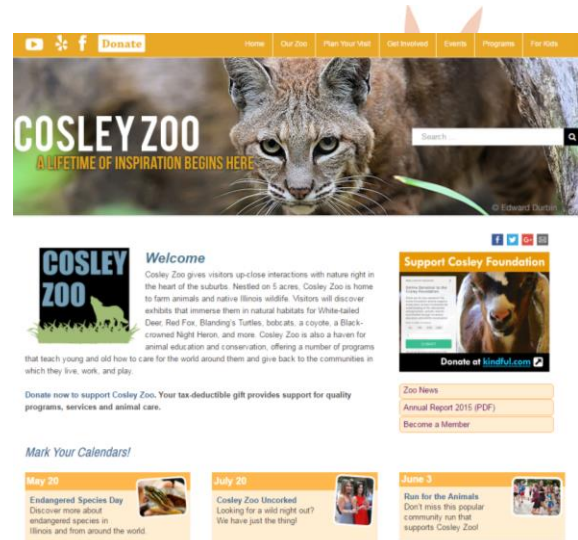 Donate
Home Our Zoo Plan Your Visit Get Involved Events Programs For Kids
COSLEY ZOO
A LIFETIME OF INSPIRATION BEGINS HERE
Search ...
© Edward Durbin
COSLEY
ZOO
Welcome
Cosley Zoo gives visitors up-close interactions with nature right in
the heart of the suburbs. Nestled on 5 acres, Cosley Zoo is home
to farm animals and native Illinois wildlife. Visitors will discover
exhibits that immerse them in natural habitats for White-tailed
Deer, Red Fox, Blanding's Turtles, bobcats, a coyote, a Black-
crowned Night Heron, and more. Cosley Zoo is also a haven for
animal education and conservation, offering a number of programs
that teach young and old how to care for the world around them and give back to the communities in
which they live, work, and play.
Donate now to support Cosley Zoo. Your tax-deductible gift provides support for quality
programs, services and animal care.
Support Cosley Foundation
Donate at kindful.com
Zoo News
Annual Report 2015 (PDF)
Become a Member
Mark Your Calendars!
May 20
Endangered Species Day
Discover more about
endangered species in
Illinois and from around the world.
July 20
Cosley Zoo Uncorked
Looking for a wild night out?
We have just the thing!
June 3
Run for the Animals
Don't miss this popular
community run that
supports Cosley Zoo!